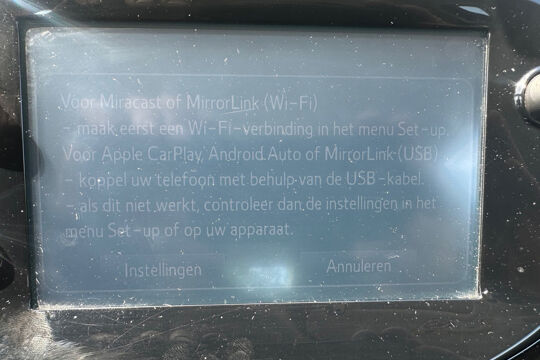 Voor Miracast of MirrorLink (Wi-Fi)
- maak eerst een Wi-Fi-verbinding in het menu Set-up.
Voor Apple CarPlay, Android Auto of MirrorLink (USB)
- koppel uw telefoon met behulp van de USB-kabel.
- als dit niet werkt, controleer dan de instellingen in het
menu Set-up of op uw apparaat.
Instellingen
Annuleren